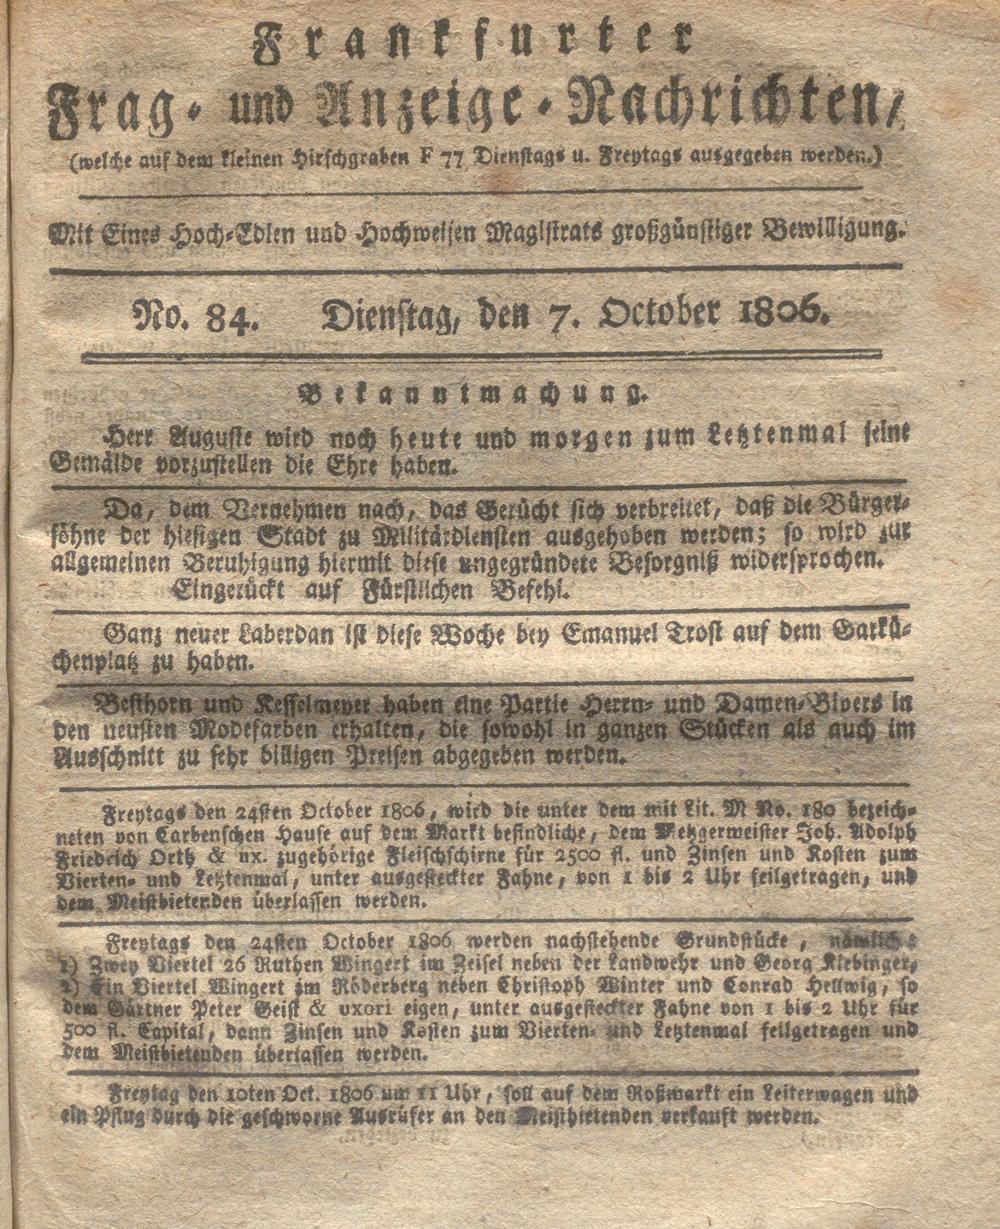 Frankfurter
Frag- und Anzeige-Nachrichten,
(welche auf dem kleinen Hirschgraben F 77 Dienstags u. Freytags ausgegeben werden.)
Mit Eines Hoch-Edlen und Hochweisen Magistrats großgünstiger Bewilligung.
No. 84. Dienstag, den 7. October 1806.
Bekanntmachung.
Herr Auguste wird noch heute und morgen zum Letztenmal seine
Gemälde vorzustellen die Ehre haben.
Da, dem Vernehmen nach, das Gerücht sich verbreitet, daß die Bürger-
söhne der hiesigen Stadt zu Militärdiensten ausgehoben werden; so wird zur
allgemeinen Beruhigung hiermit diese ungegründete Besorgniß widersprochen.
Eingerückt auf Fürstlichen Befehl.
Ganz neuer Laberdan ist diese Woche bey Emanuel Trost auf dem Garkü-
chenplatz zu haben.
Besthorn und Kesselmeyer haben eine Partie Herrn- und Damen-Bivers in
den neusten Modefarben erhalten, die sowohl in ganzen Stücken als auch im
Ausschnitt zu sehr billigen Preisen abgegeben werden.
Freytags den 24sten October 1806, wird die unter dem mit Lit. M No. 180 bezeich-
neten von Carbenschen Hause auf dem Markt befindliche, dem Metzgermeister Joh. Adolph
Friedrich Orth & ux. zugehörige Fleischschirne für 2500 fl. und Zinsen und Kosten zum
Vierten- und Letztenmal, unter ausgesteckter Fahne, von 1 bis 2 Uhr feilgetragen, und
dem Meistbietenden überlassen werden.
Freytags den 24sten October 1806 werden nachstehende Grundstücke, nämlich:
1) Zwey Viertel 26 Ruthen Wingert im Zeisel neben der Landwehr und Georg Kirbinger,
2) Ein Viertel Wingert im Röderberg neben Christoph Winter und Conrad Hellwig, so
dem Gärtner Peter Geist & uxori eigen, unter ausgesteckter Fahne von 1 bis 2 Uhr für
500 fl. Capital, dann Zinsen und Kosten zum Vierten- und Letztenmal feilgetragen und
dem Meistbietenden überlassen werden.
Freytag den 10ten Oct. 1806 um 11 Uhr, soll auf dem Roßmarkt ein Leiterwagen und
ein Pflug durch die geschworne Ausrüfer an den Meistbietenden verkauft werden.